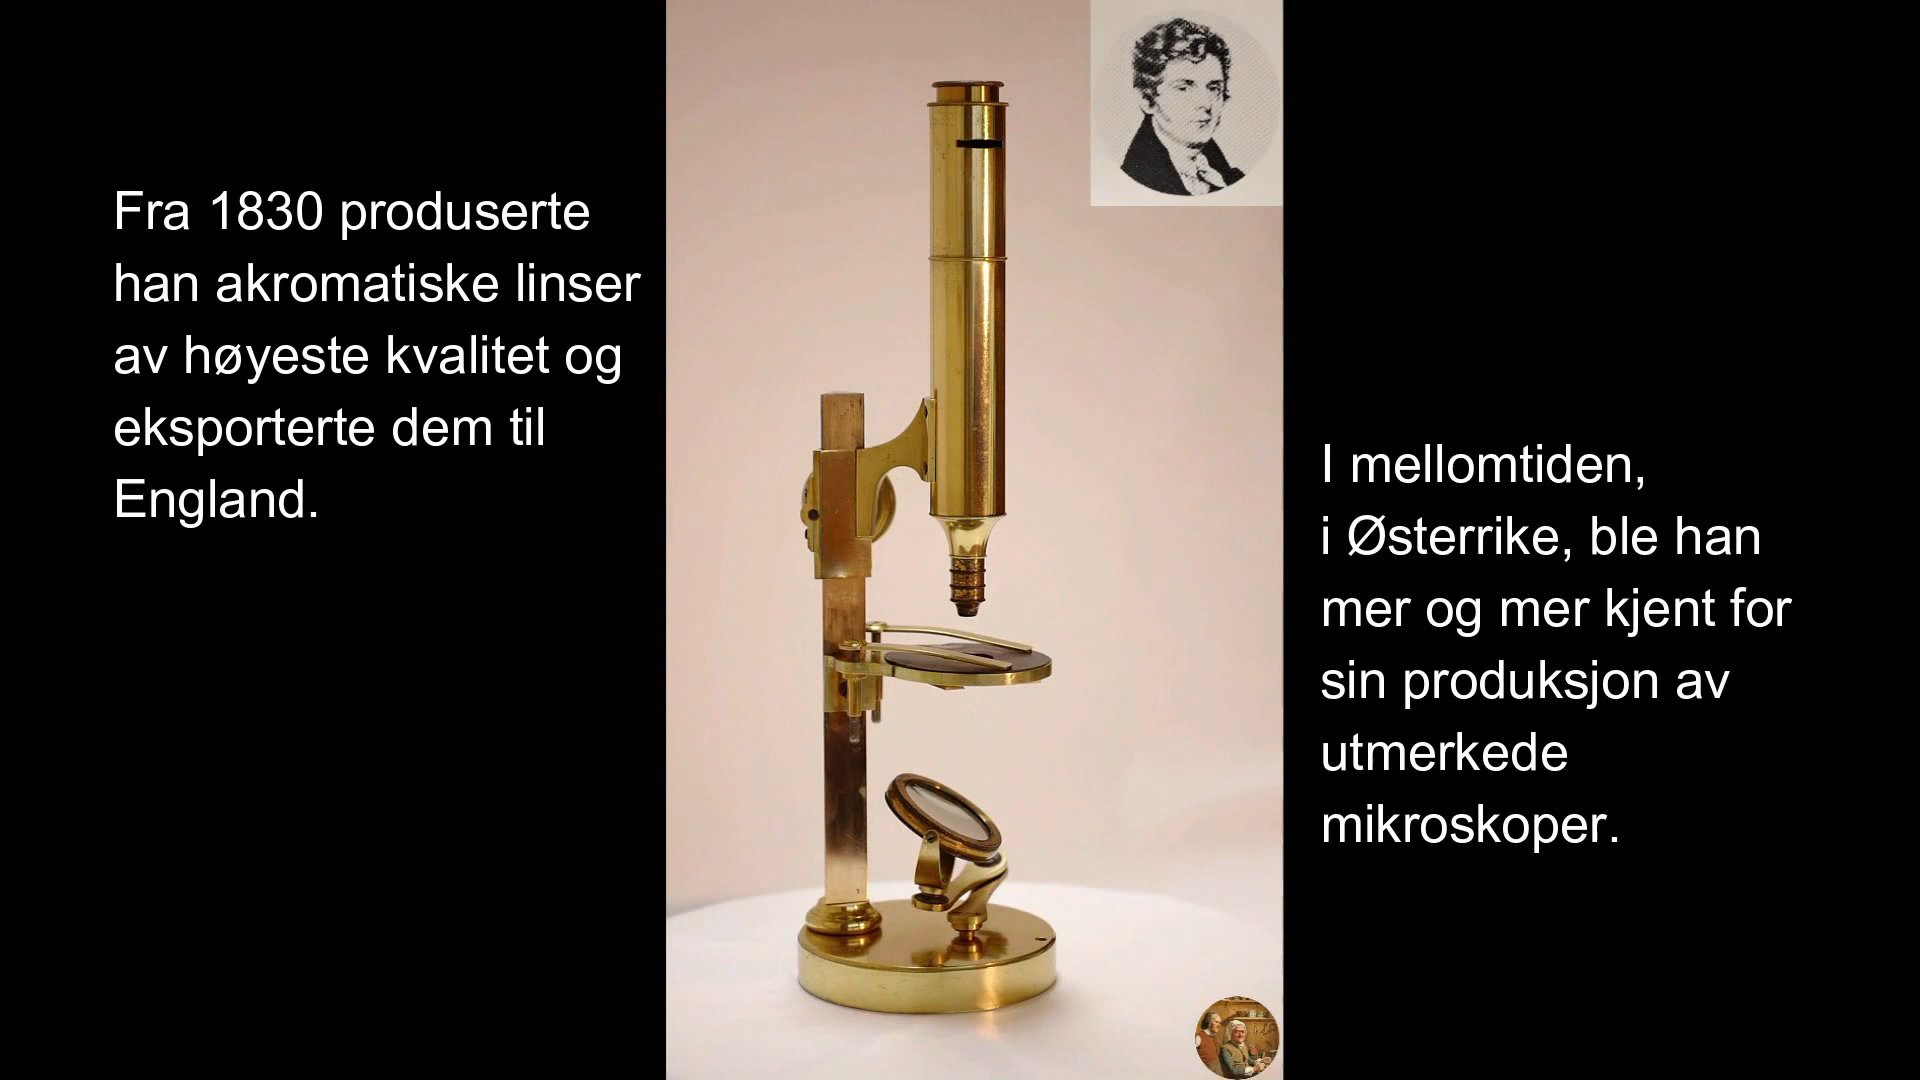 Fra 1830 produserte
han akromatiske linser
av høyeste kvalitet og
eksporterte dem til
England.
I mellomtiden,
i Østerrike, ble han
mer og mer kjent for
sin produksjon av
utmerkede
mikroskoper.